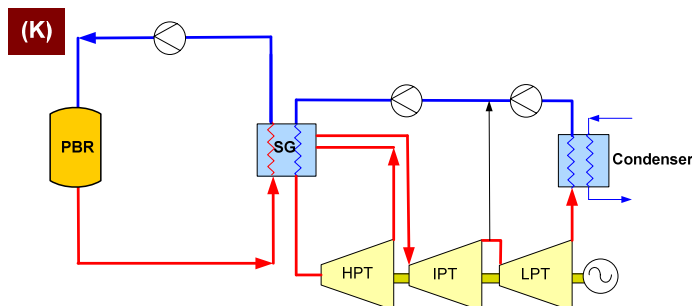 (K)
PBR
SG
Condenser
HPT
IPT
LPT